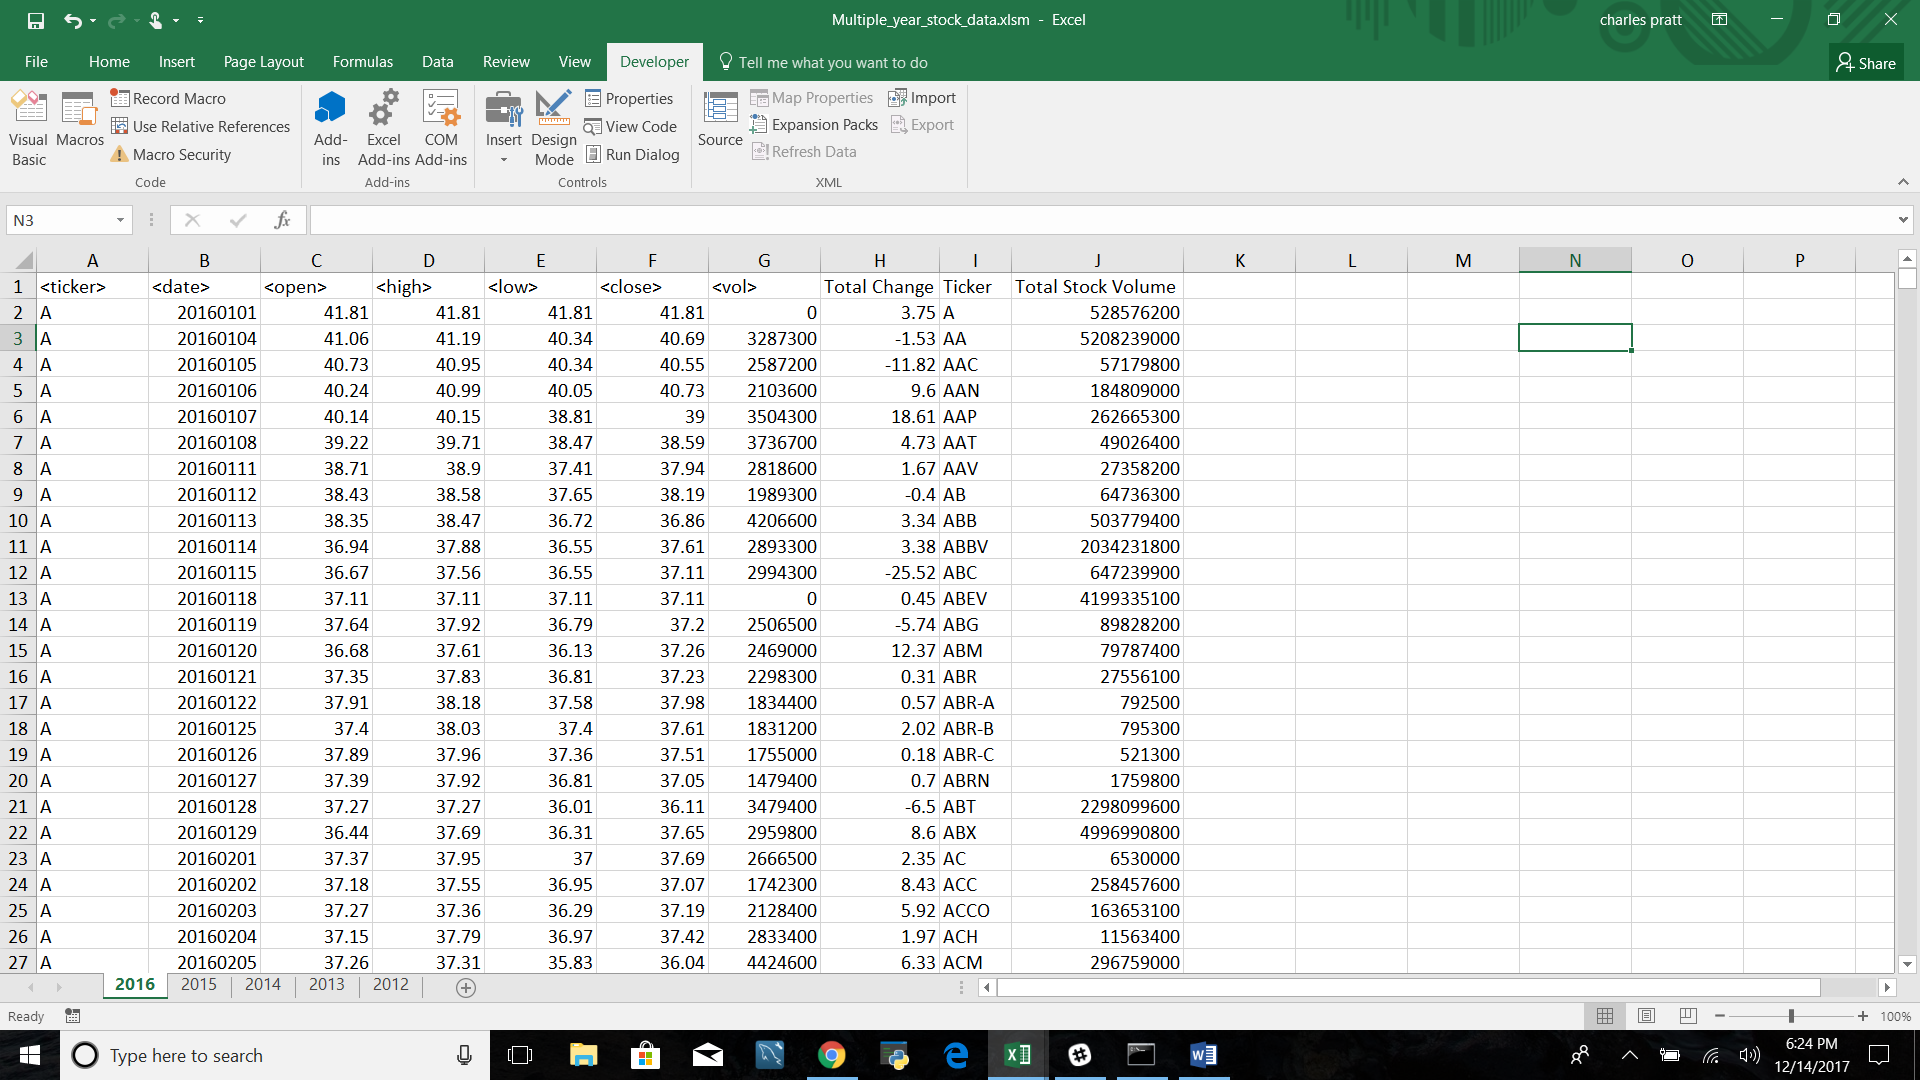 Multiple_year_stock_data.xlsm - Excel
charles pratt
File Home Insert Page Layout Formulas Data Review View Developer Tell me what you want to do Share
Visual Basic
Macros
Record Macro
Use Relative References
Macro Security
Code
Add-ins
Excel Add-ins
COM Add-ins
Add-ins
Insert
Design Mode
Properties
View Code
Run Dialog
Controls
Source
Map Properties
Expansion Packs
Refresh Data
Import
Export
XML
N3
fx
A B C D E F G H I J K L M N O P
1 <ticker> <date> <open> <high> <low> <close> <vol> Total Change Ticker Total Stock Volume
2 A 20160101 41.81 41.81 41.81 41.81 0 3.75 A 528576200
3 A 20160104 41.06 41.19 40.34 40.69 3287300 -1.53 AA 5208239000
4 A 20160105 40.73 40.95 40.34 40.55 2587200 -11.82 AAC 57179800
5 A 20160106 40.24 40.99 40.05 40.73 2103600 9.6 AAN 184809000
6 A 20160107 40.14 40.15 38.81 39 3504300 18.61 AAP 262665300
7 A 20160108 39.22 39.71 38.47 38.59 3736700 4.73 AAT 49026400
8 A 20160111 38.71 38.9 37.41 37.94 2818600 1.67 AAV 27358200
9 A 20160112 38.43 38.58 37.65 38.19 1989300 -0.4 AB 64736300
10 A 20160113 38.35 38.47 36.72 36.86 4206600 3.34 ABB 503779400
11 A 20160114 36.94 37.88 36.55 37.61 2893300 3.38 ABBV 2034231800
12 A 20160115 36.67 37.56 36.55 37.11 2994300 -25.52 ABC 647239900
13 A 20160118 37.11 37.11 37.11 37.11 0 0.45 ABEV 4199335100
14 A 20160119 37.64 37.92 36.79 37.2 2506500 -5.74 ABG 89828200
15 A 20160120 36.68 37.61 36.13 37.26 2469000 12.37 ABM 79787400
16 A 20160121 37.35 37.83 36.81 37.23 2298300 0.31 ABR 27556100
17 A 20160122 37.91 38.18 37.58 37.98 1834400 0.57 ABR-A 792500
18 A 20160125 37.4 38.03 37.4 37.61 1831200 2.02 ABR-B 795300
19 A 20160126 37.89 37.96 37.36 37.51 1755000 0.18 ABR-C 521300
20 A 20160127 37.39 37.92 36.81 37.05 1479400 0.7 ABRN 1759800
21 A 20160128 37.27 37.27 36.01 36.11 3479400 -6.5 ABT 2298099600
22 A 20160129 36.44 37.69 36.31 37.65 2959800 8.6 ABX 4996990800
23 A 20160201 37.37 37.95 37 37.69 2666500 2.35 AC 6530000
24 A 20160202 37.18 37.55 36.95 37.07 1742300 8.43 ACC 258457600
25 A 20160203 37.27 37.36 36.29 37.19 2128400 5.92 ACCO 163653100
26 A 20160204 37.15 37.79 36.97 37.42 2833400 1.97 ACH 11563400
27 A 20160205 37.26 37.31 35.83 36.04 4424600 6.33 ACM 296759000
2016 2015 2014 2013 2012
Ready
100%
Type here to search
6:24 PM
12/14/2017